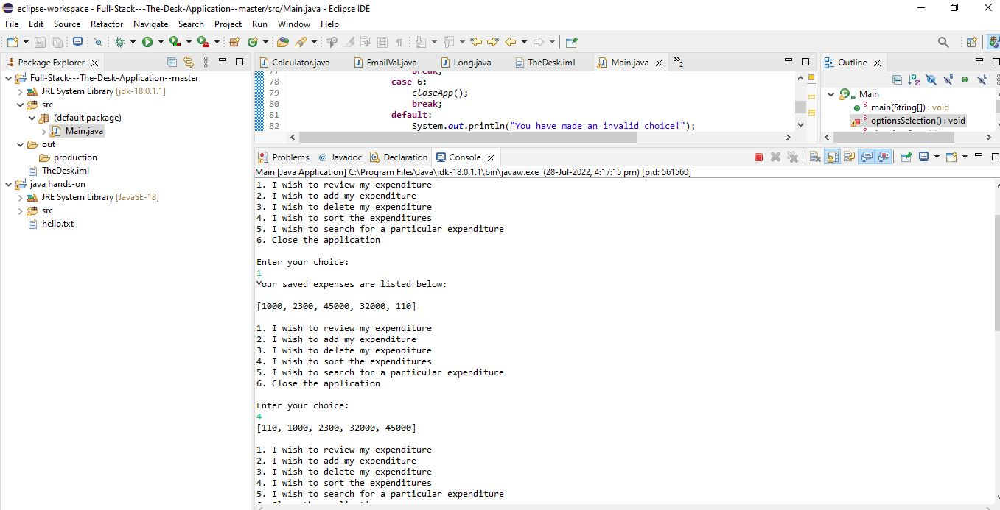 eclipse-workspace - Full-Stack---The-Desk-Application--master/src/Main.java - Eclipse IDE
File Edit Source Refactor Navigate Search Project Run Window Help
Package Explorer
Full-Stack---The-Desk-Application--master
JRE System Library [jdk-18.0.1.1]
src
(default package)
Main.java
out
production
TheDesk.iml
java hands-on
JRE System Library [JavaSE-18]
src
hello.txt
Calculator.java EmailVal.java Long.java TheDesk.iml Main.java »2
77 break;
78 case 6:
79 closeApp();
80 break;
81 default:
82 System.out.println("You have made an invalid choice!");
Outline
Main
main(String[]) : void
optionsSelection() : void
Problems @ Javadoc Declaration Console
Main [Java Application] C:\Program Files\Java\jdk-18.0.1.1\bin\javaw.exe (28-Jul-2022, 4:17:15 pm) [pid: 561560]
1. I wish to review my expenditure
2. I wish to add my expenditure
3. I wish to delete my expenditure
4. I wish to sort the expenditures
5. I wish to search for a particular expenditure
6. Close the application
Enter your choice:
1
Your saved expenses are listed below:
[1000, 2300, 45000, 32000, 110]
1. I wish to review my expenditure
2. I wish to add my expenditure
3. I wish to delete my expenditure
4. I wish to sort the expenditures
5. I wish to search for a particular expenditure
6. Close the application
Enter your choice:
4
[110, 1000, 2300, 32000, 45000]
1. I wish to review my expenditure
2. I wish to add my expenditure
3. I wish to delete my expenditure
4. I wish to sort the expenditures
5. I wish to search for a particular expenditure